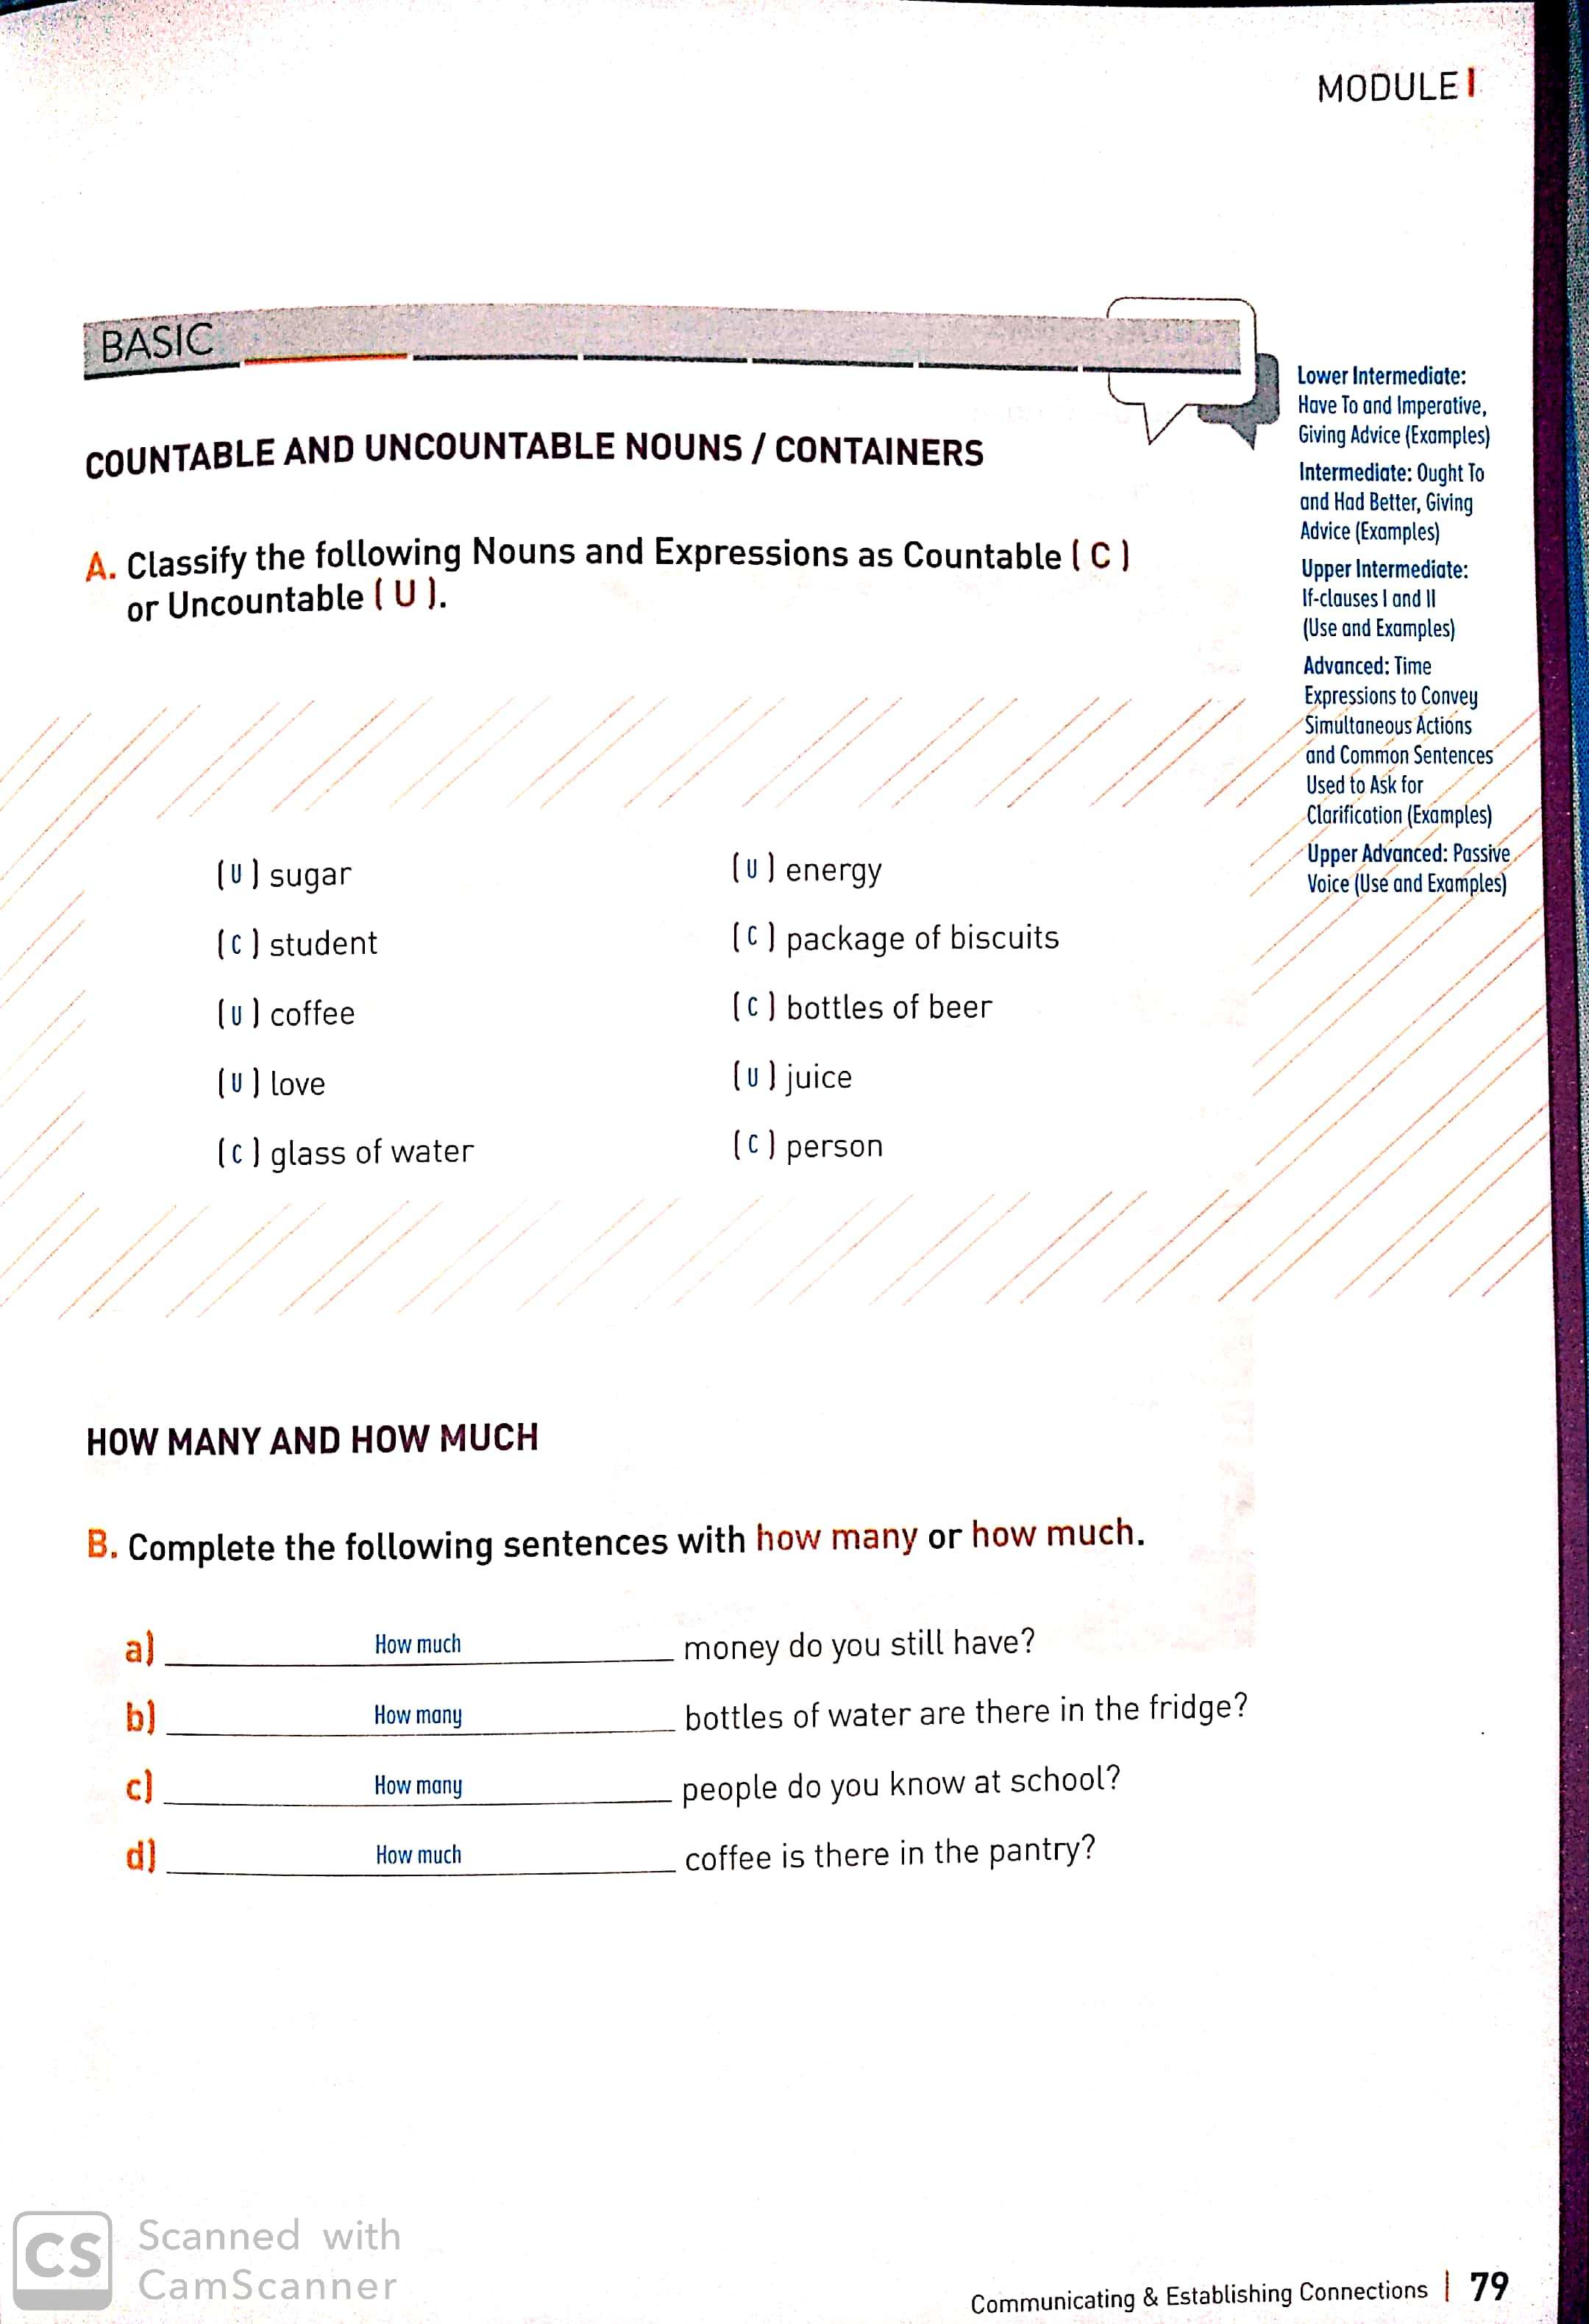 MODULE I
BASIC
COUNTABLE AND UNCOUNTABLE NOUNS / CONTAINERS
A. Classify the following Nouns and Expressions as Countable ( C )
or Uncountable ( U ).
Lower Intermediate:
Have To and Imperative,
Giving Advice (Examples)
Intermediate: Ought To
and Had Better, Giving
Advice (Examples)
Upper Intermediate:
If-clauses I and II
(Use and Examples)
Advanced: Time
Expressions to Convey
Simultaneous Actions
and Common Sentences
Used to Ask for
Clarification (Examples)
Upper Advanced: Passive
Voice (Use and Examples)
( U ) sugar
( C ) student
( U ) coffee
( U ) love
( C ) glass of water
( U ) energy
( C ) package of biscuits
( C ) bottles of beer
( U ) juice
( C ) person
HOW MANY AND HOW MUCH
B. Complete the following sentences with how many or how much.
a) How much money do you still have?
b) How many bottles of water are there in the fridge?
c) How many people do you know at school?
d) How much coffee is there in the pantry?
CS Scanned with
CamScanner
Communicating & Establishing Connections | 79